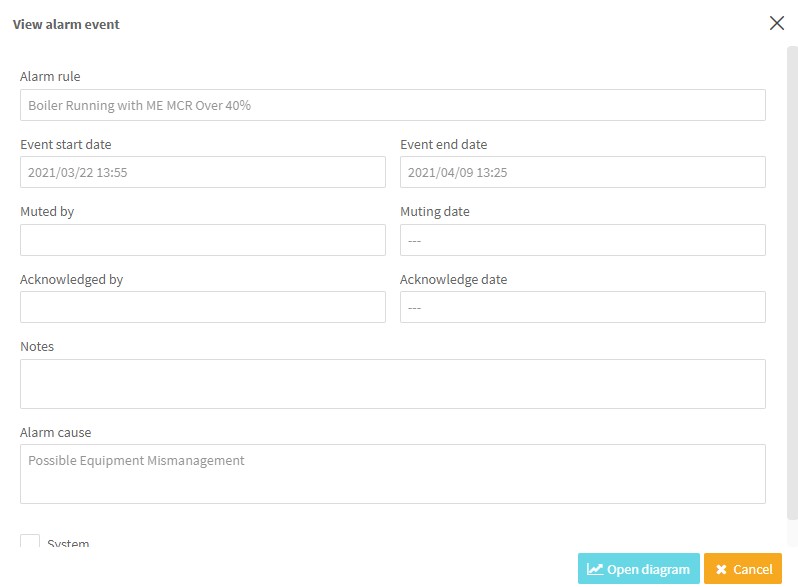 View alarm event
Alarm rule
Boiler Running with ME MCR Over 40%
Event start date
Event end date
2021/03/22 13:55
2021/04/09 13:25
Muted by
Muting date
---
Acknowledged by
Acknowledge date
---
Notes
Alarm cause
Possible Equipment Mismanagement
System
Open diagram
Cancel